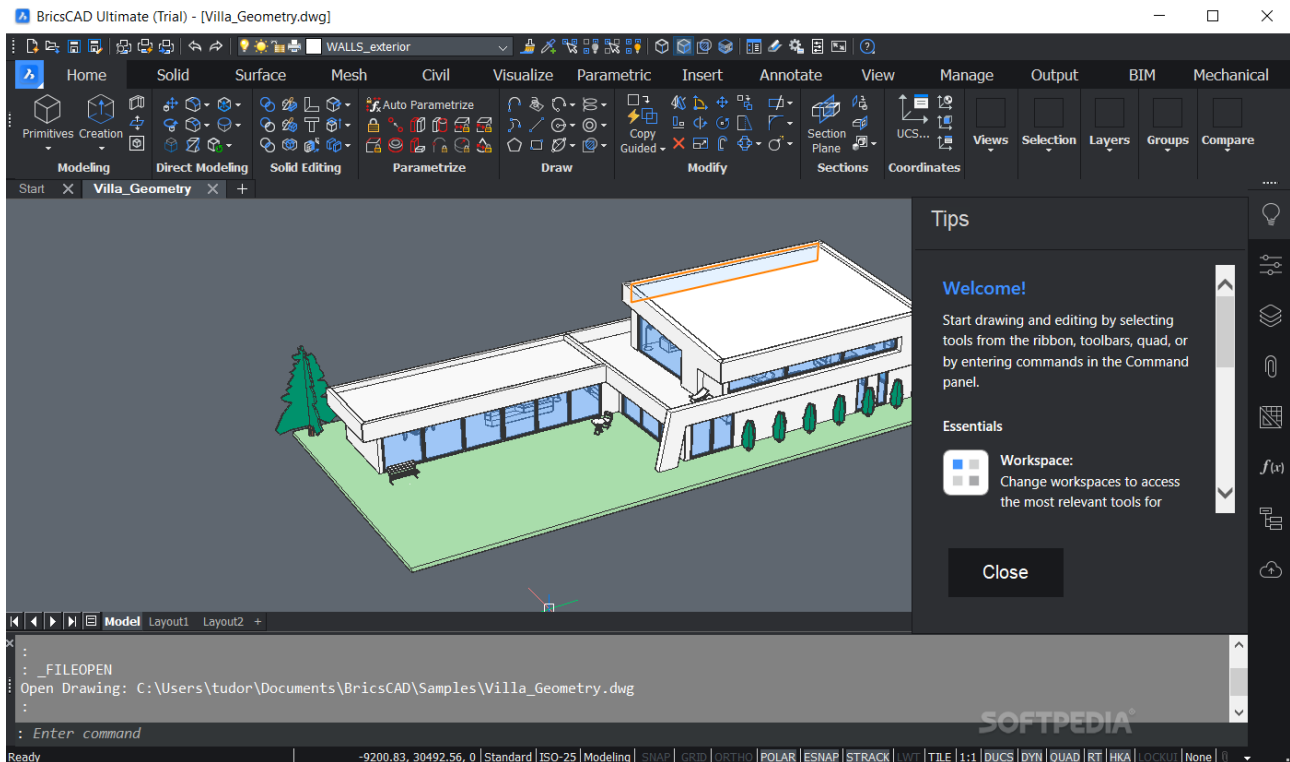 BricsCAD Ultimate (Trial) - [Villa_Geometry.dwg]
WALLS_exterior
Home Solid Surface Mesh Civil Visualize Parametric Insert Annotate View Manage Output BIM Mechanical
Auto Parametrize
Primitives Creation
Copy Guided
Section Plane
UCS...
Views Selection Layers Groups Compare
Modeling Direct Modeling Solid Editing Parametrize Draw Modify Sections Coordinates
Start Villa_Geometry
Tips
Welcome!
Start drawing and editing by selecting
tools from the ribbon, toolbars, quad, or
by entering commands in the Command
panel.
Essentials
Workspace:
Change workspaces to access
the most relevant tools for
f(x)
Close
Model Layout1 Layout2 +
:
: _FILEOPEN
Open Drawing: C:\Users\tudor\Documents\BricsCAD\Samples\Villa_Geometry.dwg
:
SOFTPEDIA®
: Enter command
Ready -9200.83, 30492.56, 0 Standard ISO-25 Modeling SNAP GRID ORTHO POLAR ESNAP STRACK LWT TILE 1:1 DUCS DYN QUAD RT HKA LOCKUI None